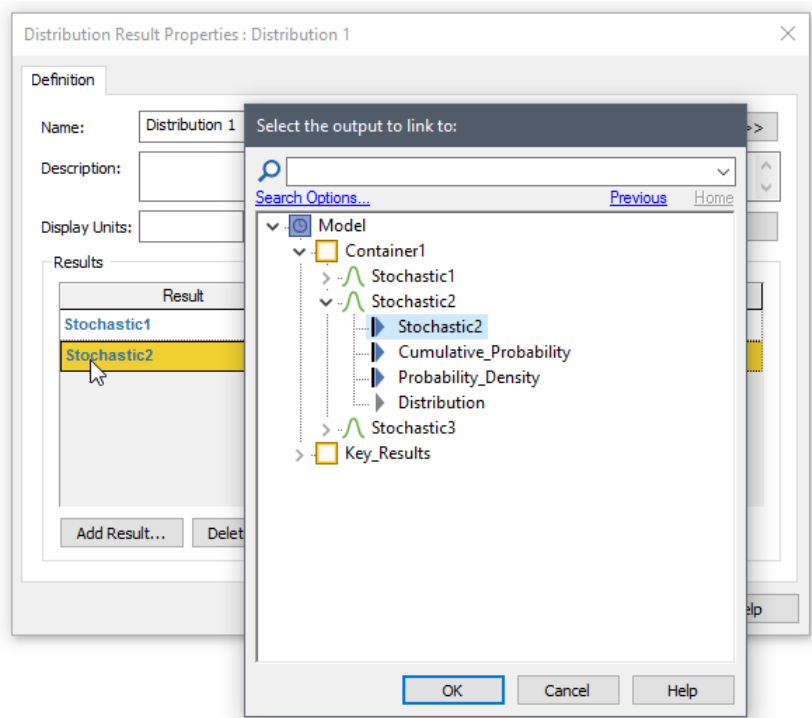 Distribution Result Properties : Distribution 1
Definition
Name: Distribution 1 >>
Description:
Display Units:
Results
Result
Stochastic1
Stochastic2
Add Result...
Delet
elp
Select the output to link to:
Search Options... Previous Home
Model
Container1
Stochastic1
Stochastic2
Stochastic2
Cumulative_Probability
Probability_Density
Distribution
Stochastic3
Key_Results
OK Cancel Help